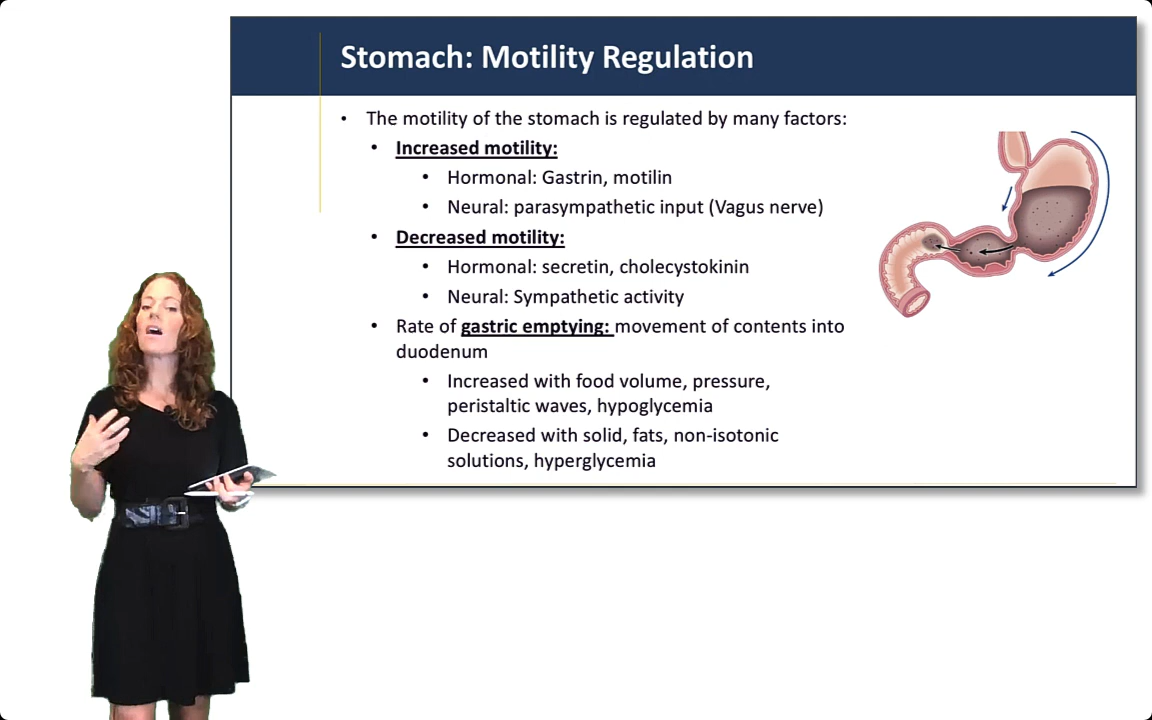 Stomach: Motility Regulation
• The motility of the stomach is regulated by many factors:
• Increased motility:
• Hormonal: Gastrin, motilin
• Neural: parasympathetic input (Vagus nerve)
• Decreased motility:
• Hormonal: secretin, cholecystokinin
• Neural: Sympathetic activity
• Rate of gastric emptying: movement of contents into
duodenum
• Increased with food volume, pressure,
peristaltic waves, hypoglycemia
• Decreased with solid, fats, non-isotonic
solutions, hyperglycemia